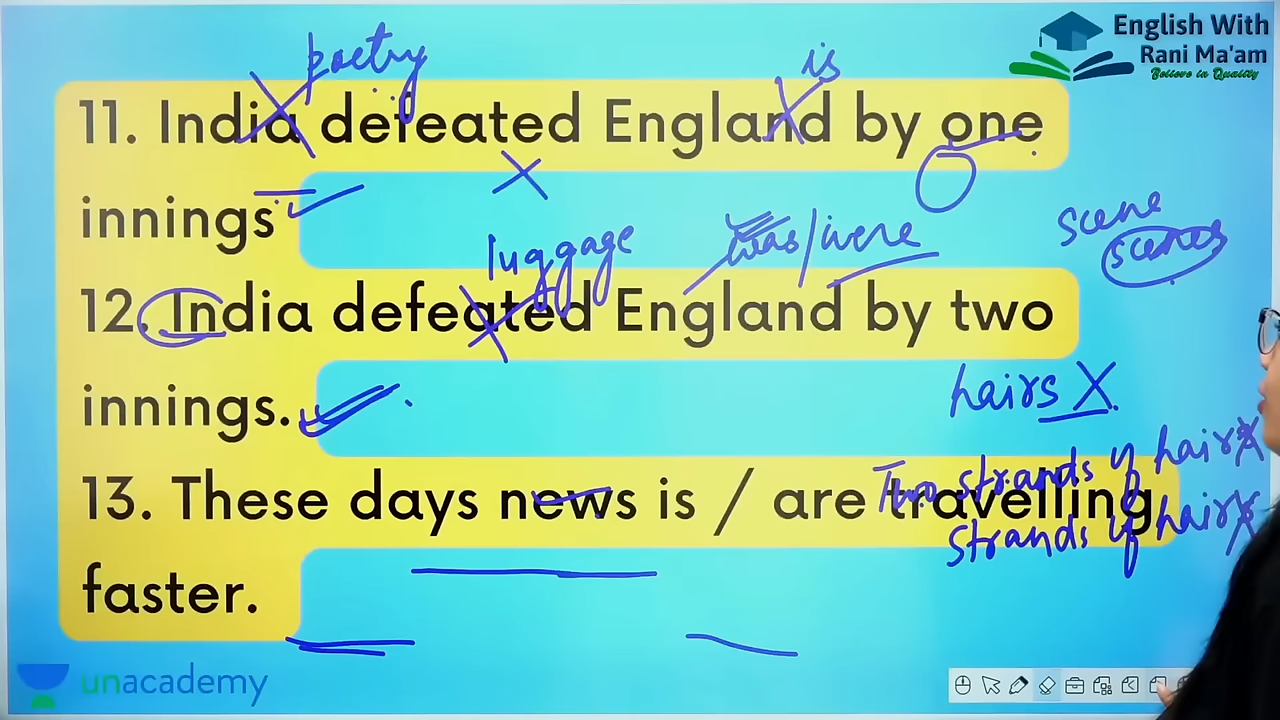 English With
Rani Ma'am
Believe in Quality
poetry
is
11. India defeated England by one
innings
scene
scenes
luggage
was/were
12. India defeated England by two
innings.
hairs X
Two strands of hairs
strands of hairs
13. These days news is / are travelling
faster.
unacademy